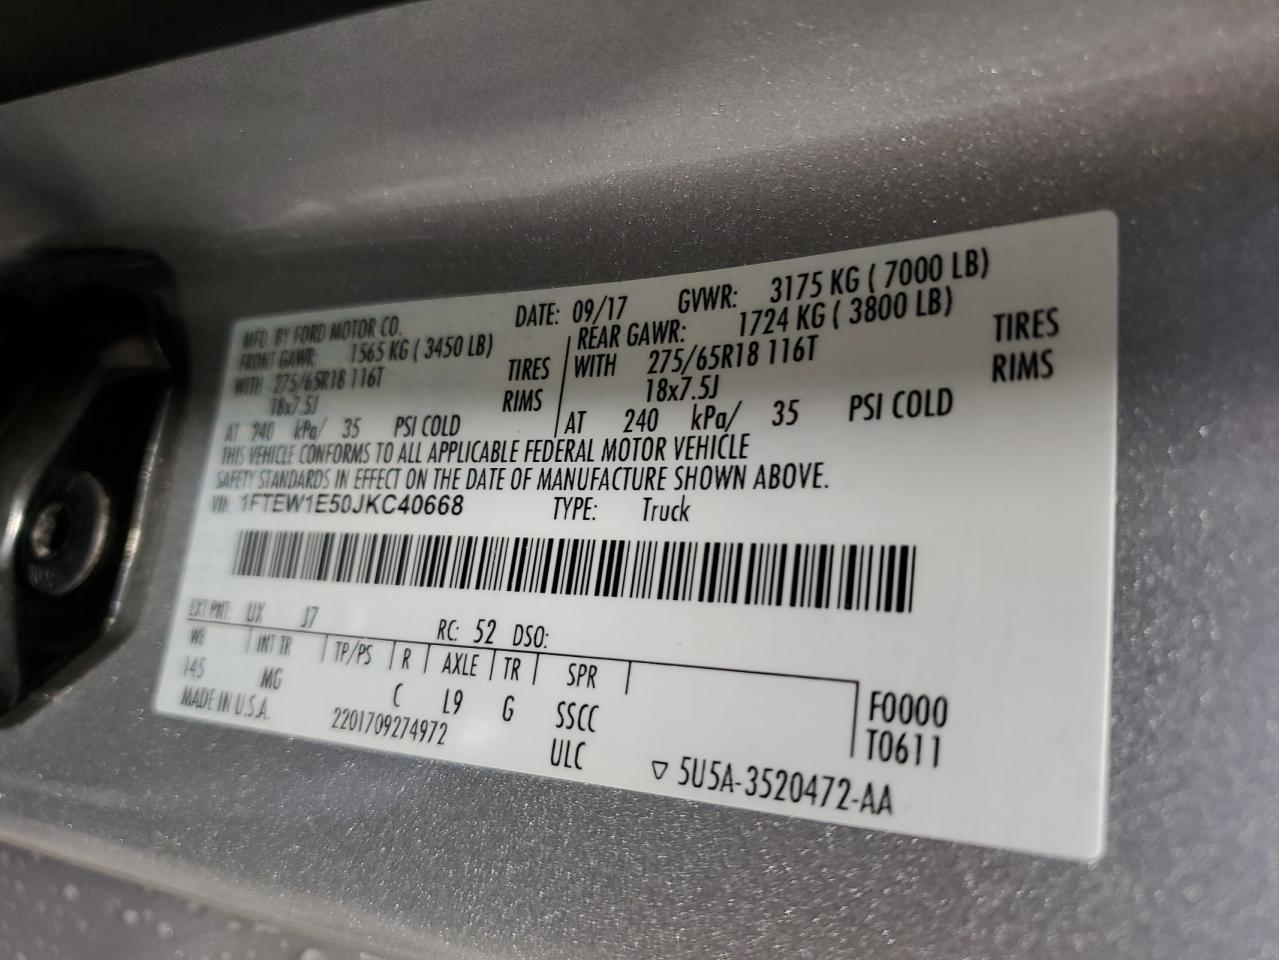 MFD. BY FORD MOTOR CO. DATE: 09/17 GVWR: 3175 KG ( 7000 LB)
FRONT GAWR: 1565 KG ( 3450 LB) REAR GAWR: 1724 KG ( 3800 LB)
WITH 275/65R18 116T TIRES WITH 275/65R18 116T TIRES
18x7.5J RIMS 18x7.5J RIMS
AT 240 kPa/ 35 PSI COLD AT 240 kPa/ 35 PSI COLD
THIS VEHICLE CONFORMS TO ALL APPLICABLE FEDERAL MOTOR VEHICLE
SAFETY STANDARDS IN EFFECT ON THE DATE OF MANUFACTURE SHOWN ABOVE.
VIN: 1FTEW1E50JKC40668 TYPE: Truck
EXT PNT: UX J7 RC: 52 DSO:
WB INT TR TP/PS R AXLE TR SPR
145 MG C L9 G SSCC F0000
MADE IN U.S.A. 2201709274972 ULC T0611
▽ 5U5A-3520472-AA